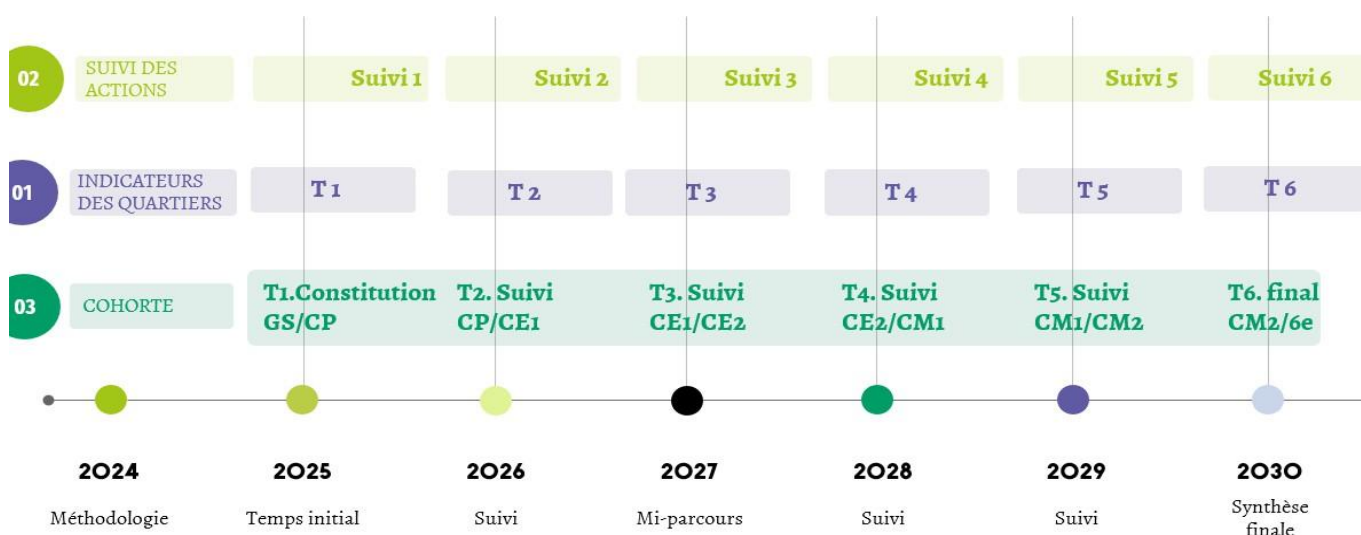 02
SUIVI DES
ACTIONS
Suivi 1
Suivi 2
Suivi 3
Suivi 4
Suivi 5
Suivi 6
01
INDICATEURS
DES QUARTIERS
T 1
T 2
T 3
T 4
T 5
T 6
03
COHORTE
T1.Constitution
GS/CP
T2. Suivi
CP/CE1
T3. Suivi
CE1/CE2
T4. Suivi
CE2/CM1
T5. Suivi
CM1/CM2
T6. final
CM2/6e
2024
Méthodologie
2025
Temps initial
2026
Suivi
2027
Mi-parcours
2028
Suivi
2029
Suivi
2030
Synthèse
finale